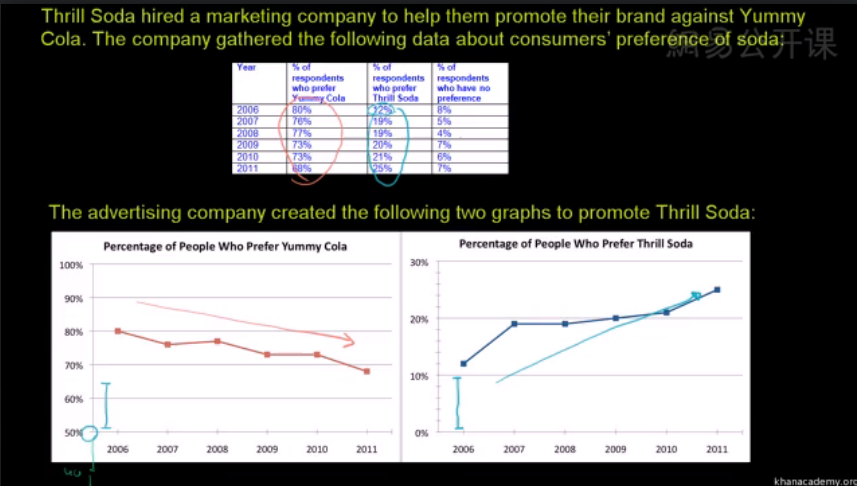 Thrill Soda hired a marketing company to help them promote their brand against Yummy
Cola. The company gathered the following data about consumers' preference of soda:
網易公开课
Year % of respondents who prefer Yummy Cola % of respondents who prefer Thrill Soda % of respondents who have no preference
2006 80% 12% 8%
2007 76% 19% 5%
2008 77% 19% 4%
2009 73% 20% 7%
2010 73% 21% 6%
2011 68% 25% 7%
The advertising company created the following two graphs to promote Thrill Soda:
Percentage of People Who Prefer Yummy Cola
100%
90%
80%
70%
60%
50%
2006 2007 2008 2009 2010 2011
Percentage of People Who Prefer Thrill Soda
30%
20%
10%
0%
2006 2007 2008 2009 2010 2011
khanacademy.org